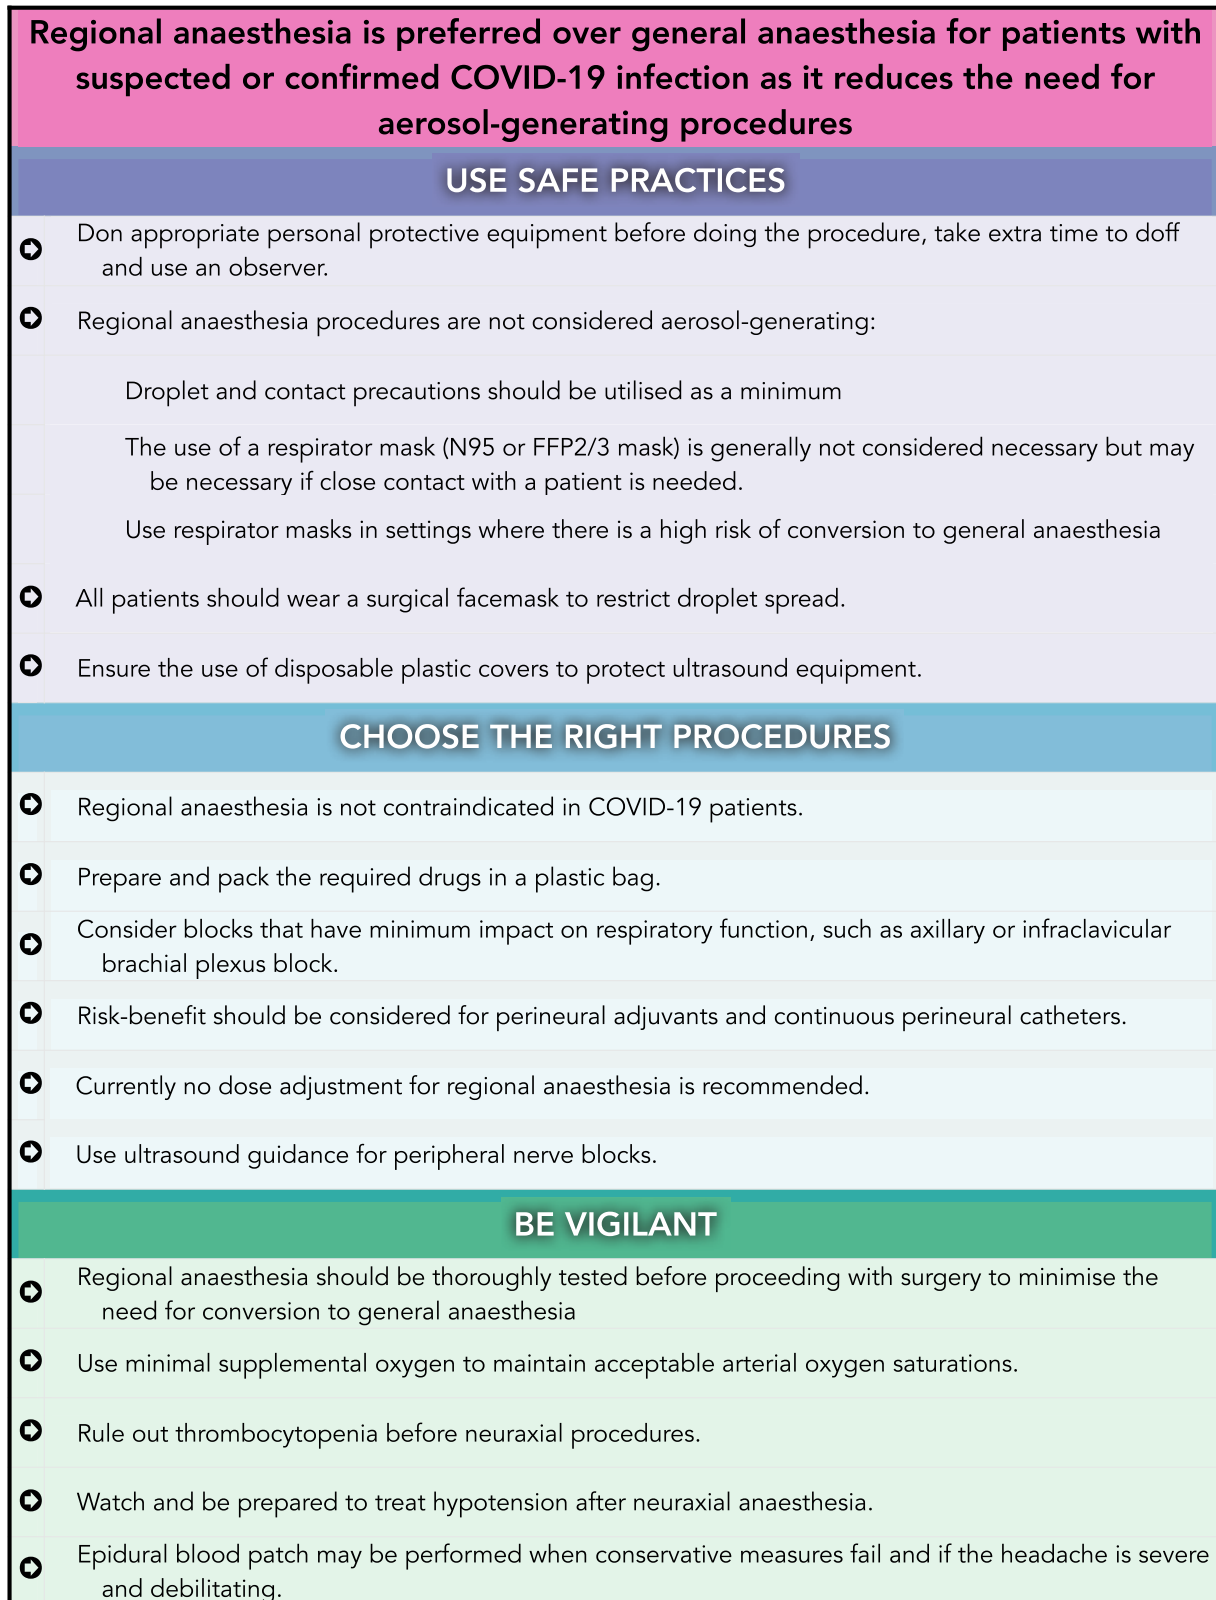 Regional anaesthesia is preferred over general anaesthesia for patients with
suspected or confirmed COVID-19 infection as it reduces the need for
aerosol-generating procedures
USE SAFE PRACTICES
Don appropriate personal protective equipment before doing the procedure, take extra time to doff
and use an observer.
Regional anaesthesia procedures are not considered aerosol-generating:
Droplet and contact precautions should be utilised as a minimum
The use of a respirator mask (N95 or FFP2/3 mask) is generally not considered necessary but may
be necessary if close contact with a patient is needed.
Use respirator masks in settings where there is a high risk of conversion to general anaesthesia
All patients should wear a surgical facemask to restrict droplet spread.
Ensure the use of disposable plastic covers to protect ultrasound equipment.
CHOOSE THE RIGHT PROCEDURES
Regional anaesthesia is not contraindicated in COVID-19 patients.
Prepare and pack the required drugs in a plastic bag.
Consider blocks that have minimum impact on respiratory function, such as axillary or infraclavicular
brachial plexus block.
Risk-benefit should be considered for perineural adjuvants and continuous perineural catheters.
Currently no dose adjustment for regional anaesthesia is recommended.
Use ultrasound guidance for peripheral nerve blocks.
BE VIGILANT
Regional anaesthesia should be thoroughly tested before proceeding with surgery to minimise the
need for conversion to general anaesthesia
Use minimal supplemental oxygen to maintain acceptable arterial oxygen saturations.
Rule out thrombocytopenia before neuraxial procedures.
Watch and be prepared to treat hypotension after neuraxial anaesthesia.
Epidural blood patch may be performed when conservative measures fail and if the headache is severe
and debilitating.